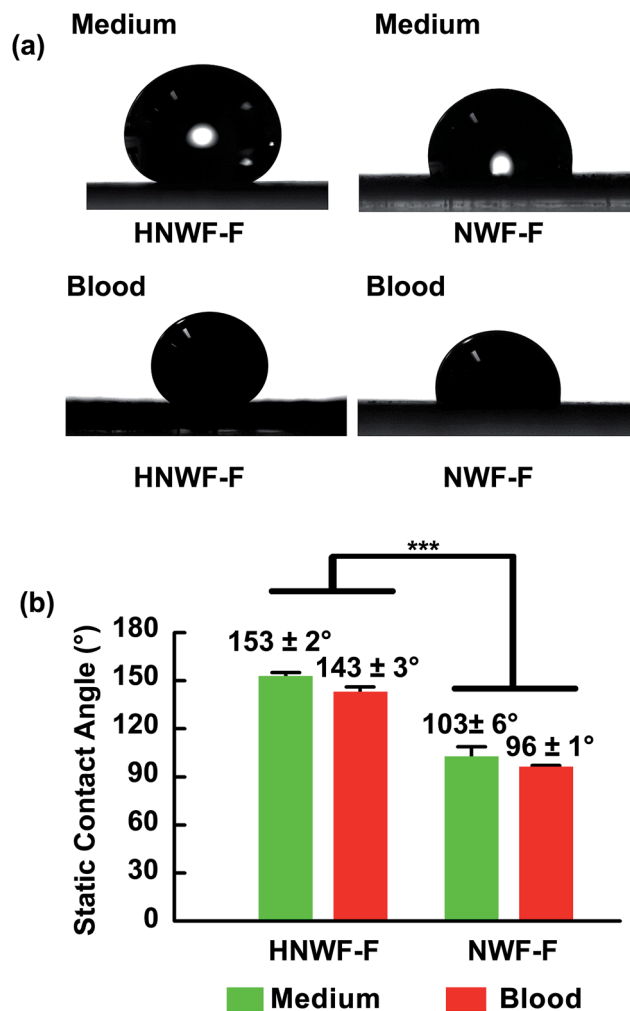 (a)
Medium
Medium
HNWF-F
NWF-F
Blood
Blood
HNWF-F
NWF-F
(b)
***
Static Contact Angle (°)
180
150
120
90
60
30
0
153 ± 2°
143 ± 3°
103± 6°
96 ± 1°
HNWF-F
NWF-F
Medium
Blood